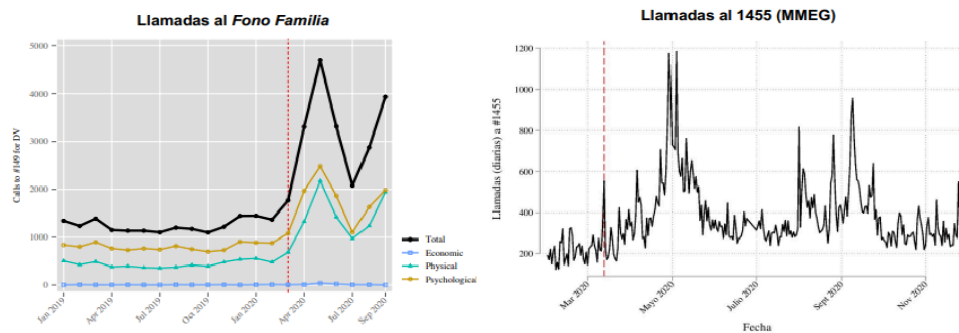 Llamadas al Fono Familia
Calls to #149 for DV
5000
4000
3000
2000
1000
0
Jan 2019
Apr 2019
Jul 2019
Oct 2019
Jan 2020
Apr 2020
Jul 2020
Sep 2020
Total
Economic
Physical
Psychological
Llamadas al 1455 (MMEG)
Llamadas (diarias) a #1455
1200
1000
800
600
400
200
Mar 2020
Mayo 2020
Julio 2020
Sept 2020
Nov 2020
Fecha